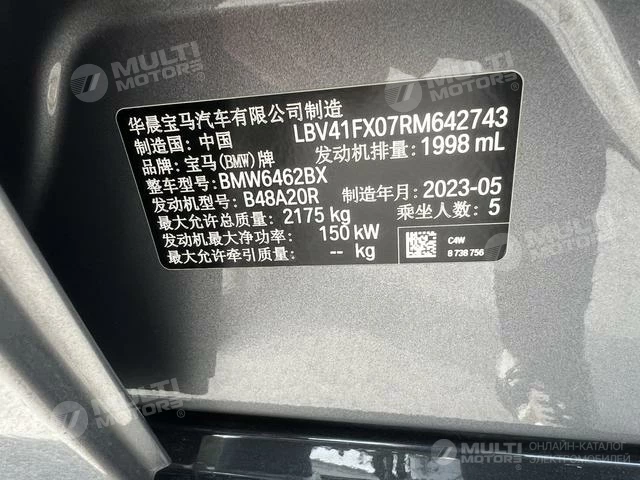 MULTI
MOTORS
MULTI
MOTORS
华晨宝马汽车有限公司制造
制造国: 中国
LBV41FX07RM642743
品牌: 宝马(BMW)牌
发动机排量: 1998 mL
整车型号: BMW6462BX
发动机型号: B48A20R
制造年月: 2023-05
最大允许总质量: 2175 kg
乘坐人数: 5
发动机最大净功率: 150 kW
最大允许牵引质量: -- kg
C4W
8 738 756
MULTI
MOTORS
MULTI
MOTORS
MULTI
MOTORS
MULTI
MOTORS
ОНЛАЙН-КАТАЛОГ
ЭЛЕКТРОМОБИЛЕЙ